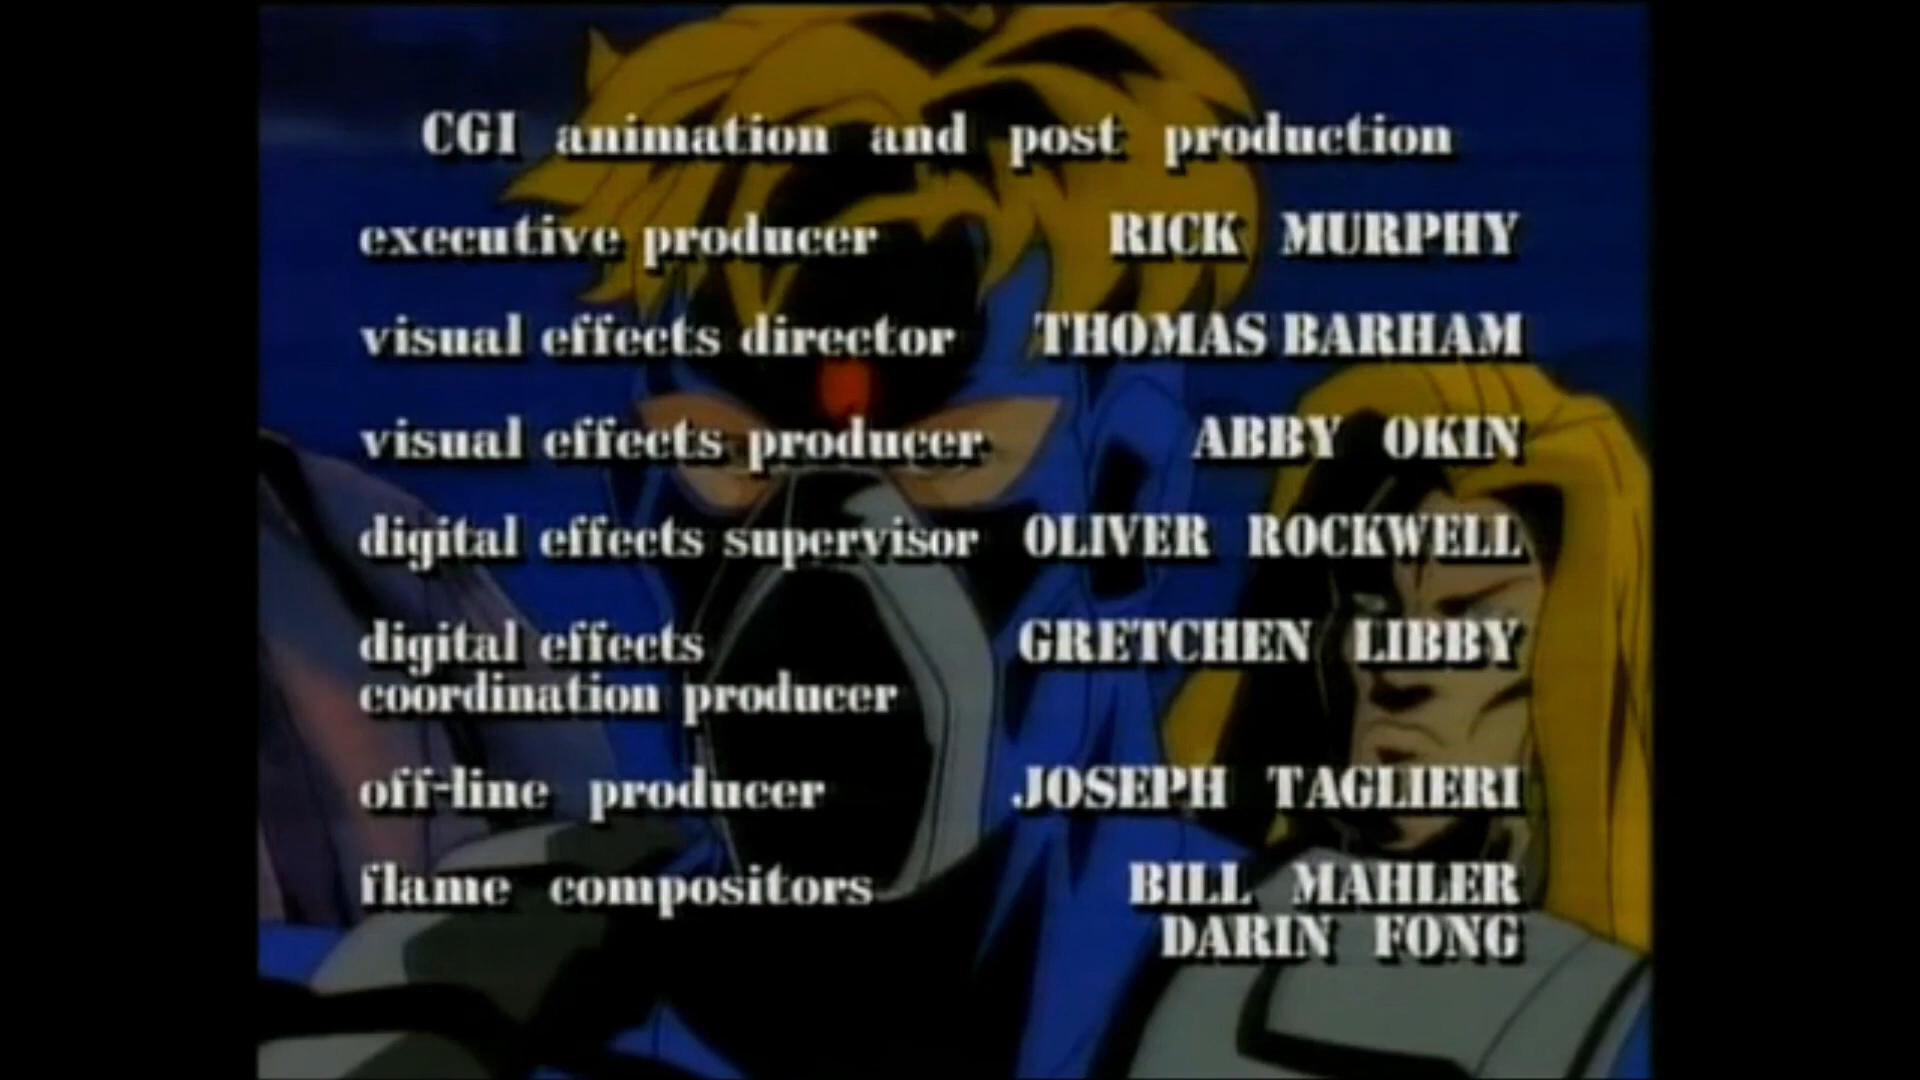 CGI animation and post production
executive producer RICK MURPHY
visual effects director THOMAS BARHAM
visual effects producer ABBY OKIN
digital effects supervisor OLIVER ROCKWELL
digital effects GRETCHEN LIBBY
coordination producer
off-line producer JOSEPH TAGLIERI
flame compositors BILL MAHLER
DARIN FONG